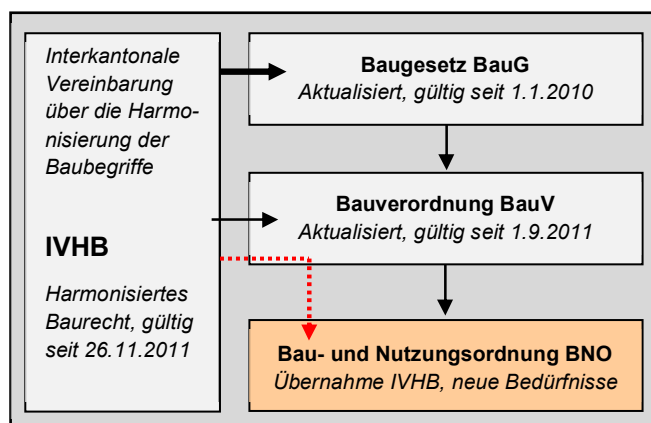 Interkantonale
Vereinbarung
über die Harmo-
nisierung der
Baubegriffe
IVHB
Harmonisiertes
Baurecht, gültig
seit 26.11.2011
Baugesetz BauG
Aktualisiert, gültig seit 1.1.2010
Bauverordnung BauV
Aktualisiert, gültig seit 1.9.2011
Bau- und Nutzungsordnung BNO
Übernahme IVHB, neue Bedürfnisse